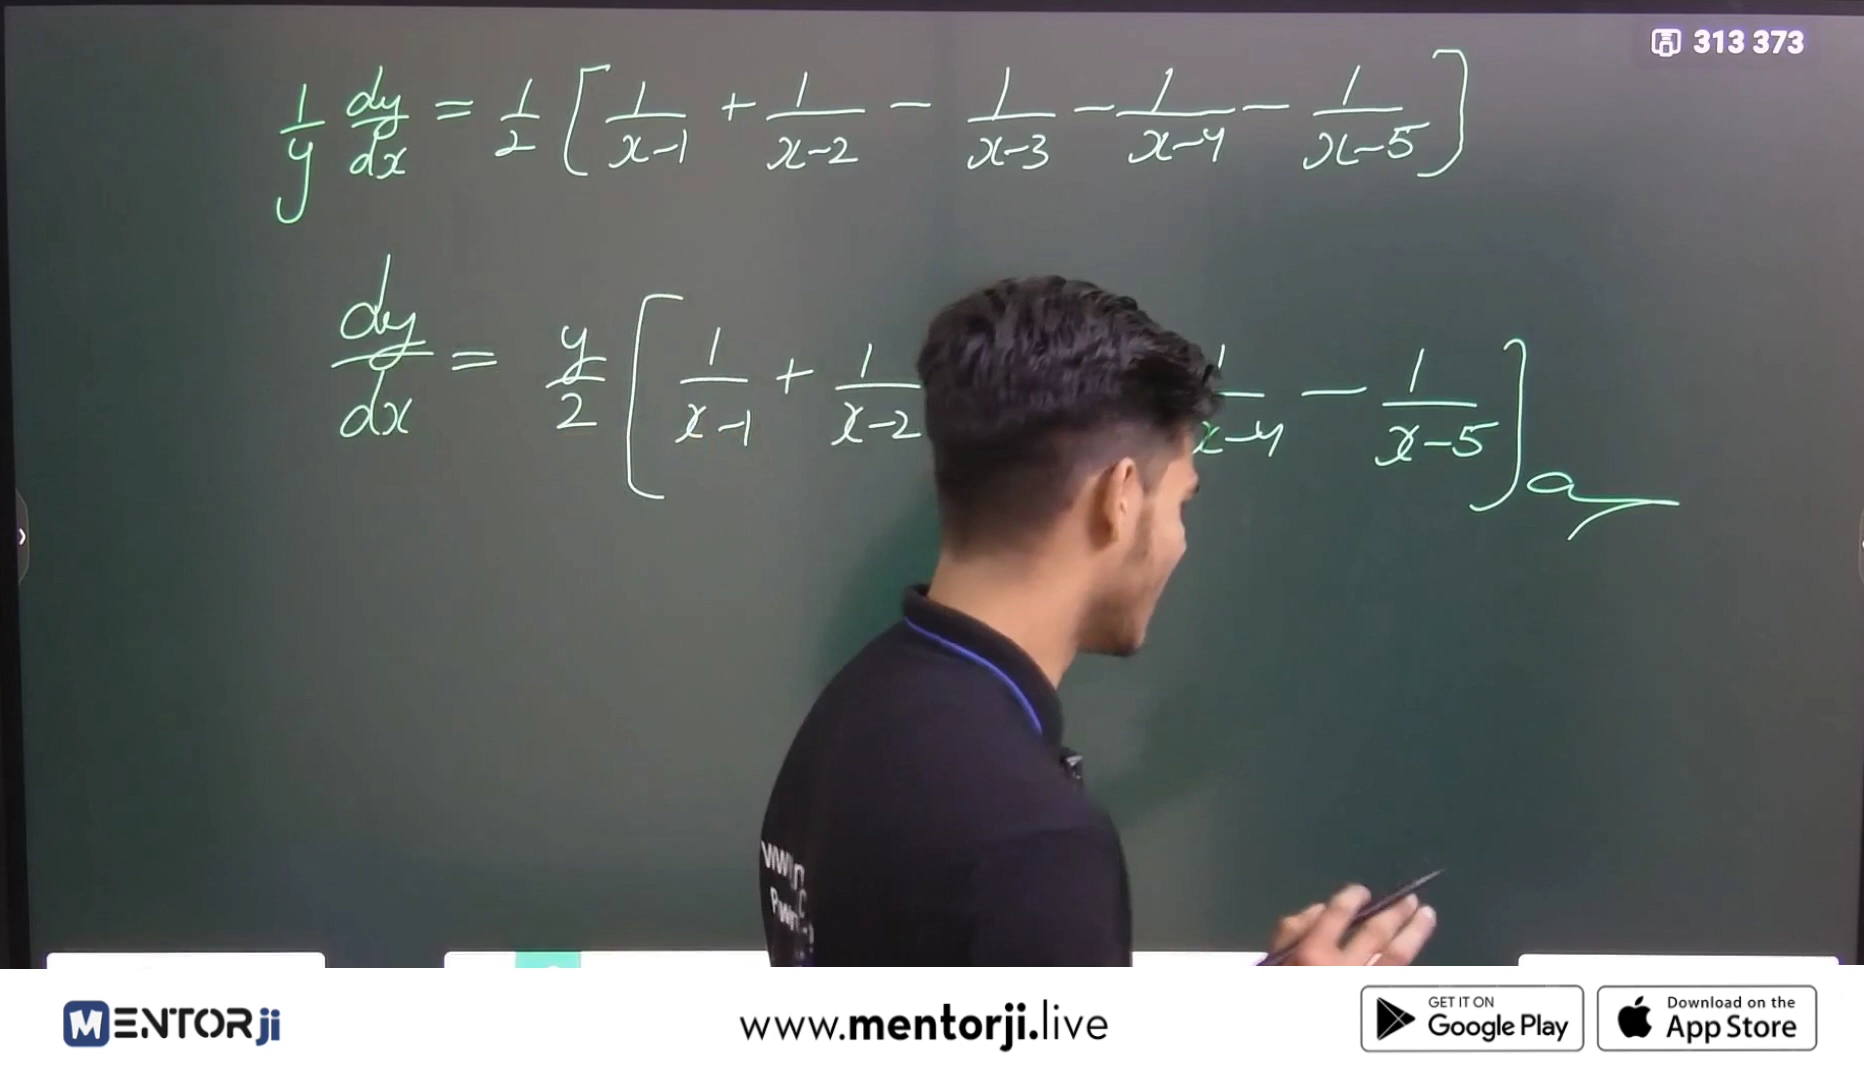 313 373
1/y dy/dx = 1/2 [ 1/(x-1) + 1/(x-2) - 1/(x-3) - 1/(x-4) - 1/(x-5) ]
dy/dx = y/2 [ 1/(x-1) + 1/(x-2) 1/(x-4) - 1/(x-5) ]
MENTORji
www.mentorji.live
GET IT ON
Google Play
Download on the
App Store